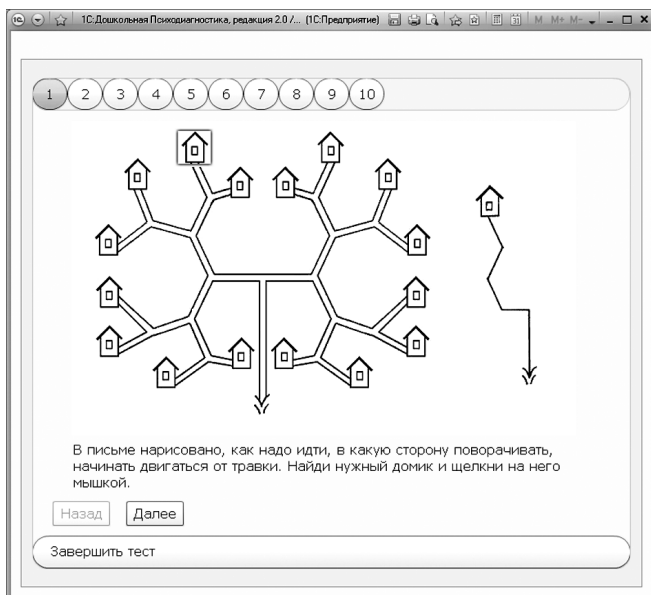 1С:Дошкольная Психодиагностика, редакция 2.0 /... (1С:Предприятие) M M+ M-
1 2 3 4 5 6 7 8 9 10
В письме нарисовано, как надо идти, в какую сторону поворачивать,
начинать двигаться от травки. Найди нужный домик и щелкни на него
мышкой.
Назад Далее
Завершить тест